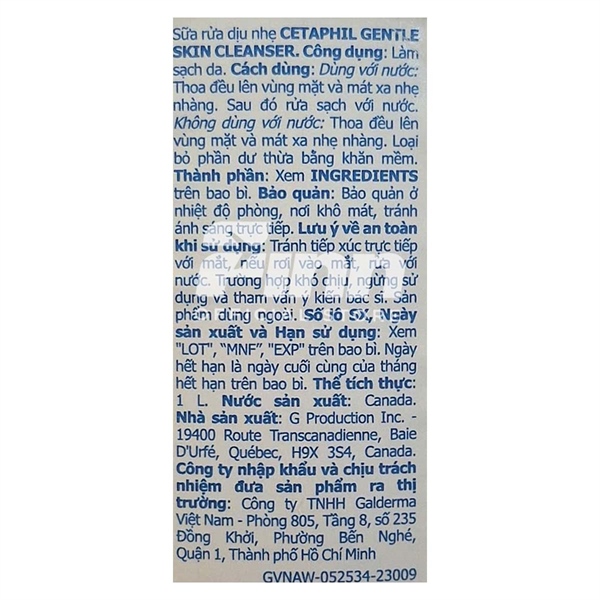 Sữa rửa dịu nhẹ CETAPHIL GENTLE
SKIN CLEANSER. Công dụng: Làm
sạch da. Cách dùng: Dùng với nước:
Thoa đều lên vùng mặt và mát xa nhẹ
nhàng. Sau đó rửa sạch với nước.
Không dùng với nước: Thoa đều lên
vùng mặt và mát xa nhẹ nhàng. Loại
bỏ phần dư thừa bằng khăn mềm.
Thành phần: Xem INGREDIENTS
trên bao bì. Bảo quản: Bảo quản ở
nhiệt độ phòng, nơi khô mát, tránh
ánh sáng trực tiếp. Lưu ý về an toàn
khi sử dụng: Tránh tiếp xúc trực tiếp
với mắt, nếu rơi vào mắt, rửa với
nước. Trường hợp khó chịu, ngừng sử
dụng và tham vấn ý kiến bác sĩ. Sản
phẩm dùng ngoài. Số lô SX, Ngày
sản xuất và Hạn sử dụng: Xem
"LOT", "MNF", "EXP" trên bao bì. Ngày
hết hạn là ngày cuối cùng của tháng
hết hạn trên bao bì. Thể tích thực:
1 L. Nước sản xuất: Canada.
Nhà sản xuất: G Production Inc. -
19400 Route Transcanadienne, Baie
D'Urfé, Québec, H9X 3S4, Canada.
Công ty nhập khẩu và chịu trách
nhiệm đưa sản phẩm ra thị
trường: Công ty TNHH Galderma
Việt Nam - Phòng 805, Tầng 8, số 235
Đồng Khởi, Phường Bến Nghé,
Quận 1, Thành phố Hồ Chí Minh
GVNAW-052534-23009